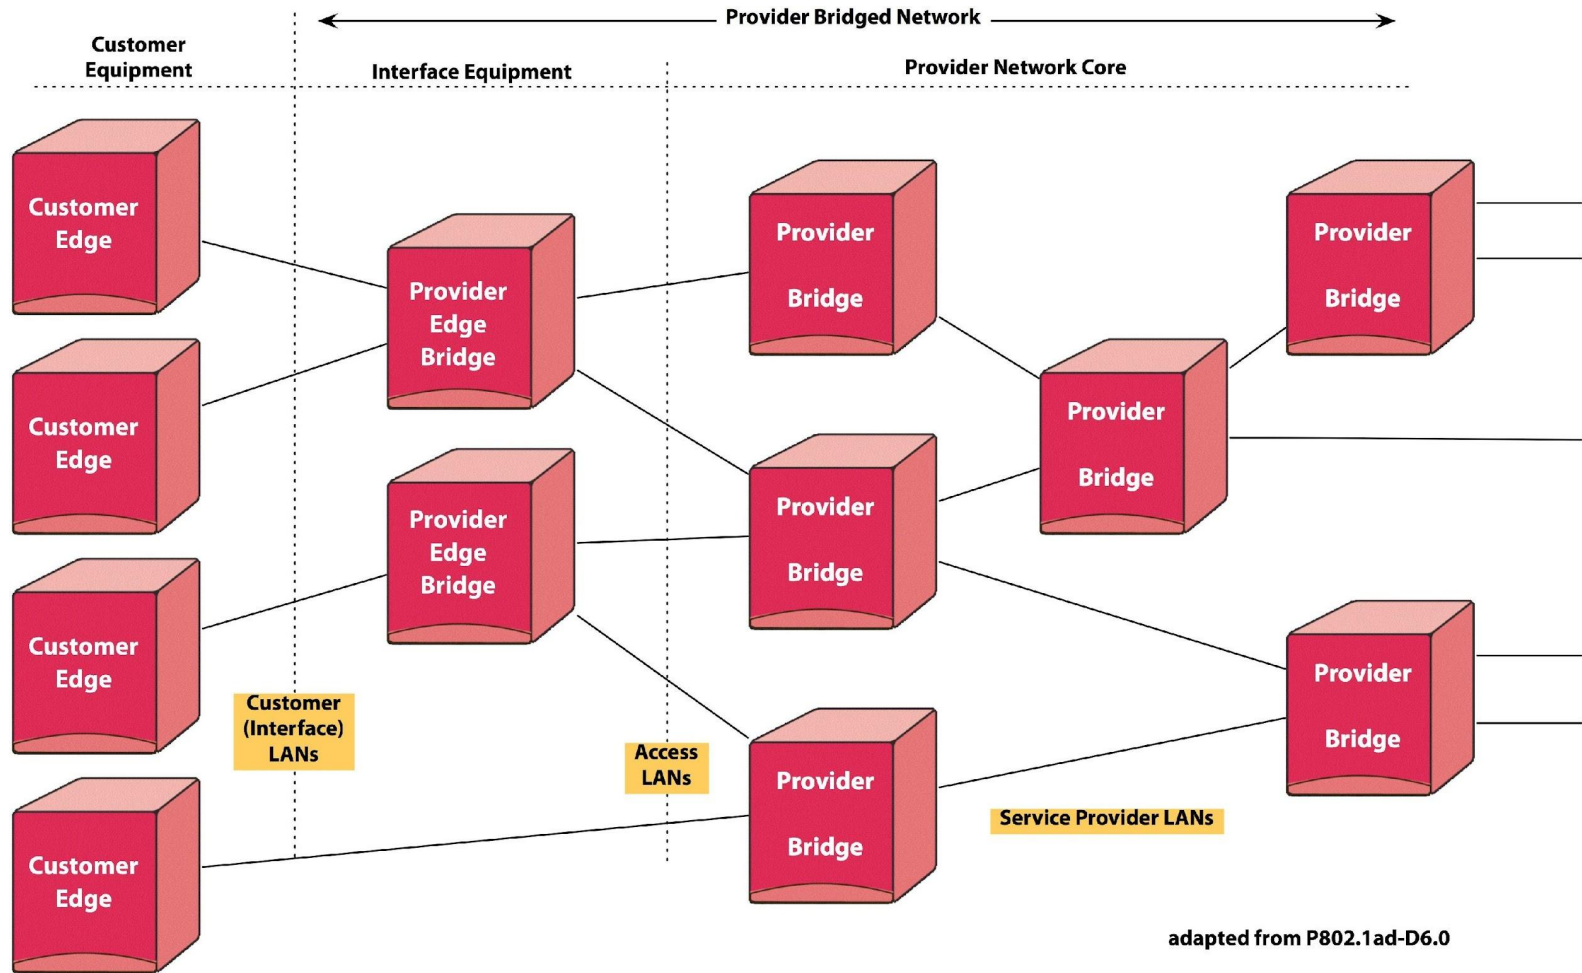 Provider Bridged Network
Customer
Equipment
Interface Equipment
Provider Network Core
Customer
Edge
Customer
Edge
Customer
Edge
Customer
Edge
Provider
Edge
Bridge
Provider
Edge
Bridge
Provider
Bridge
Provider
Bridge
Provider
Bridge
Provider
Bridge
Provider
Bridge
Provider
Bridge
Customer
(Interface)
LANs
Access
LANs
Service Provider LANs
adapted from P802.1ad-D6.0